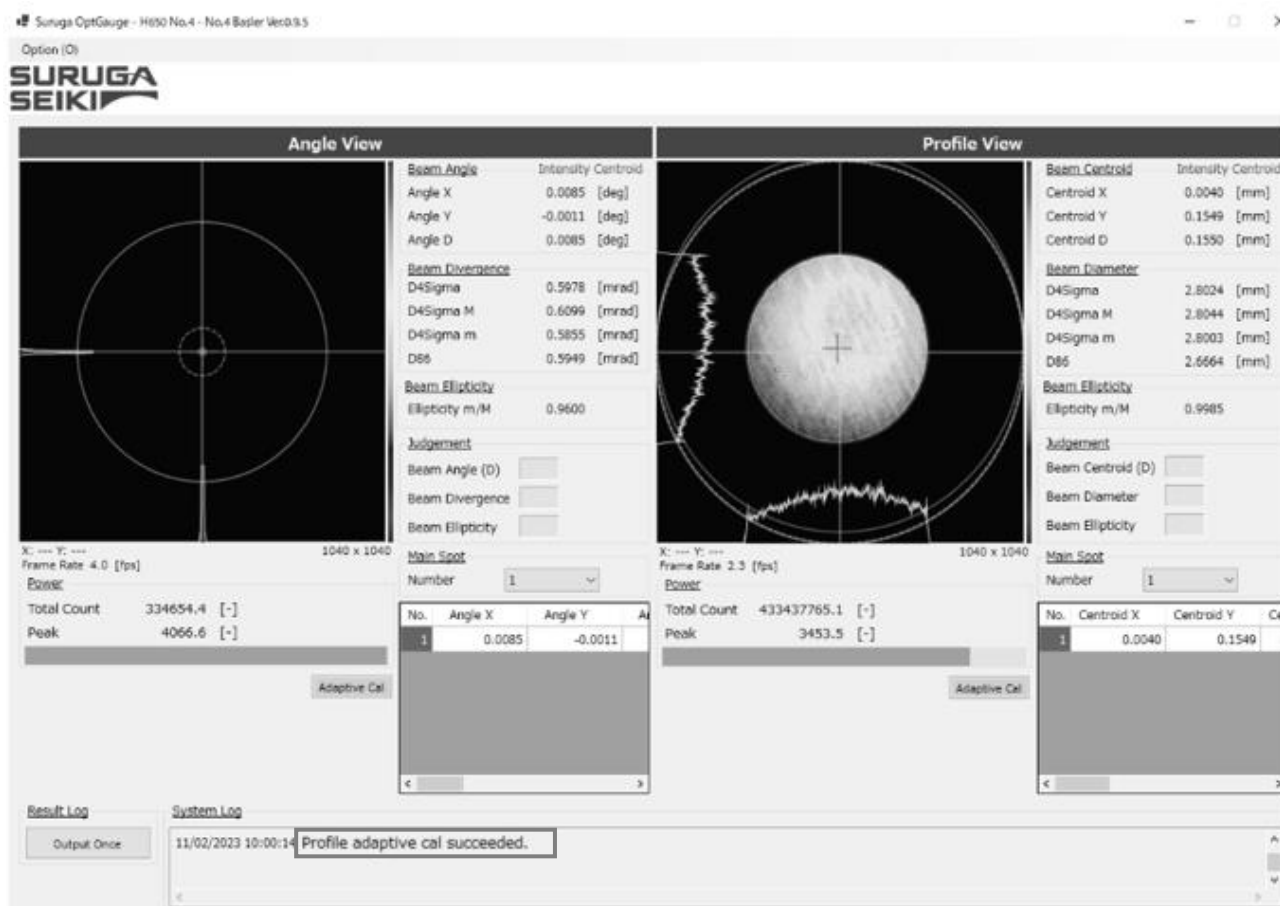 Suruga OptGauge - H650 No.4 - No.4 Basler Ver.0.9.5
Option (O)
SURUGA
SEIKI
Angle View
Beam Angle Intensity Centroid
Angle X 0.0085 [deg]
Angle Y -0.0011 [deg]
Angle D 0.0085 [deg]
Beam Divergence
D4Sigma 0.5978 [mrad]
D4Sigma M 0.6099 [mrad]
D4Sigma m 0.5855 [mrad]
D86 0.5949 [mrad]
Beam Ellipticity
Ellipticity m/M 0.9600
Judgement
Beam Angle (D)
Beam Divergence
Beam Ellipticity
X: --- Y: --- 1040 x 1040
Frame Rate 4.0 [fps]
Power
Total Count 334654.4 [-]
Peak 4066.6 [-]
Adaptive Cal
Main Spot
Number 1
No. Angle X Angle Y
1 0.0085 -0.0011
Profile View
Beam Centroid Intensity Centroid
Centroid X 0.0040 [mm]
Centroid Y 0.1549 [mm]
Centroid D 0.1550 [mm]
Beam Diameter
D4Sigma 2.8024 [mm]
D4Sigma M 2.8044 [mm]
D4Sigma m 2.8003 [mm]
D86 2.6664 [mm]
Beam Ellipticity
Ellipticity m/M 0.9985
Judgement
Beam Centroid (D)
Beam Diameter
Beam Ellipticity
X: --- Y: --- 1040 x 1040
Frame Rate 2.3 [fps]
Power
Total Count 433437765.1 [-]
Peak 3453.5 [-]
Adaptive Cal
Main Spot
Number 1
No. Centroid X Centroid Y
1 0.0040 0.1549
Result Log
Output Once
System Log
11/02/2023 10:00:14 Profile adaptive cal succeeded.